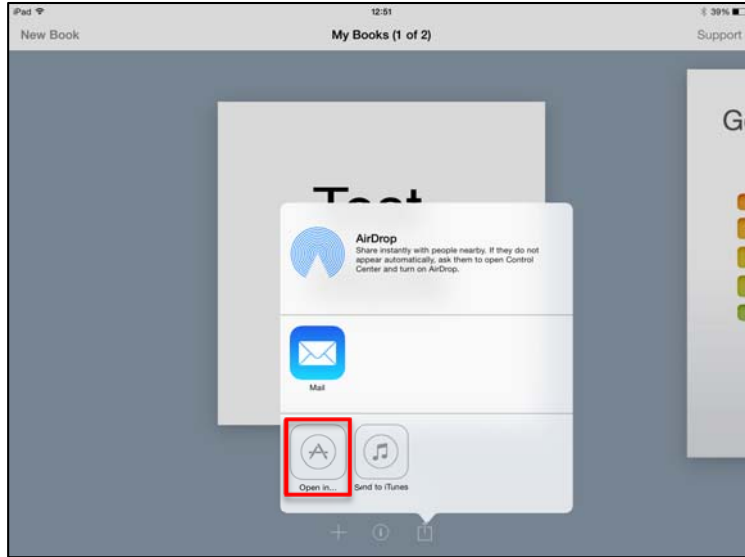 iPad 12:51 39%
New Book My Books (1 of 2) Support
Test
AirDrop
Share instantly with people nearby. If they do not
appear automatically, ask them to open Control
Center and turn on AirDrop.
Mail
Open in... Send to iTunes